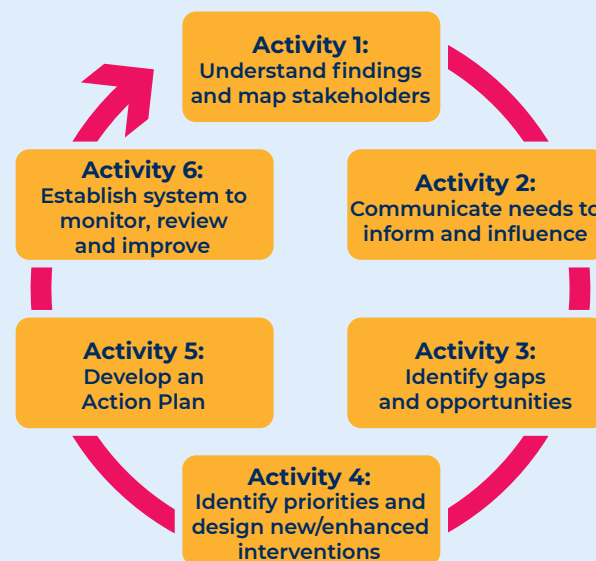 Activity 1:
Understand findings
and map stakeholders
Activity 2:
Communicate needs to
inform and influence
Activity 3:
Identify gaps
and opportunities
Activity 4:
Identify priorities and
design new/enhanced
interventions
Activity 5:
Develop an
Action Plan
Activity 6:
Establish system to
monitor, review
and improve